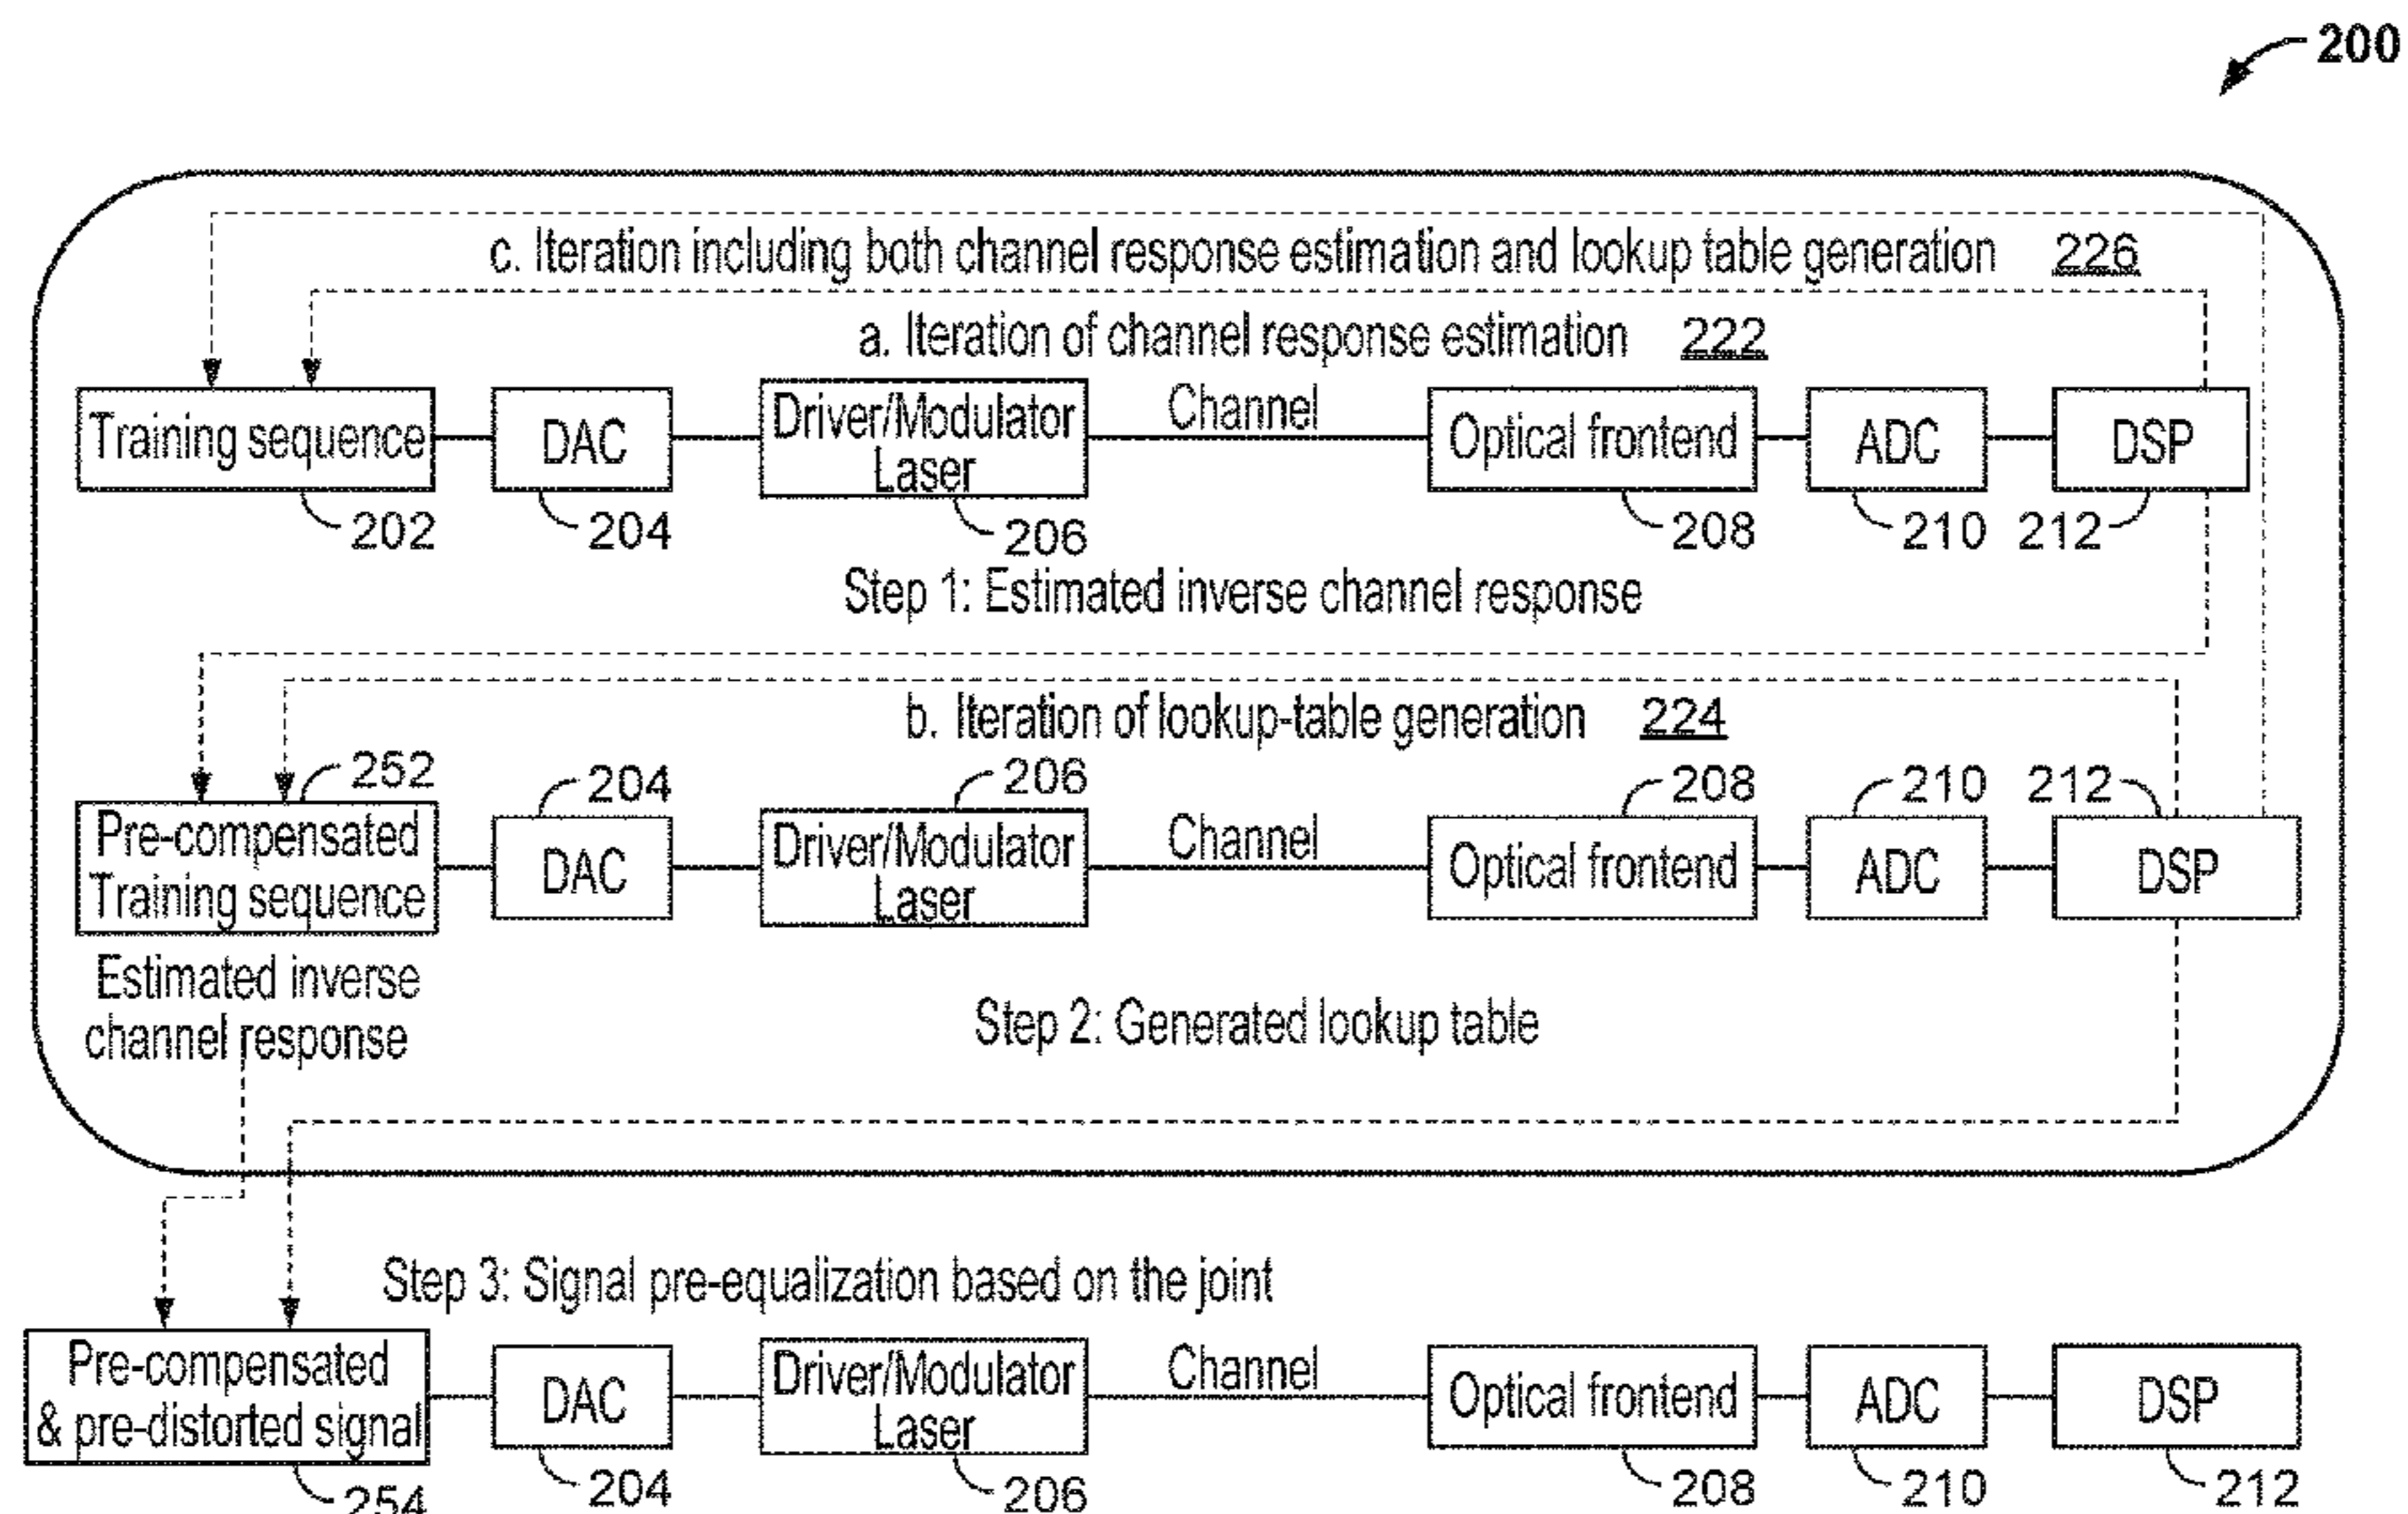 200
c. Iteration including both channel response estimation and lookup table generation 226
a. Iteration of channel response estimation 222
Training sequence
DAC
Driver/Modulator
Laser
Channel
Optical frontend
ADC
DSP
202
204
206
208
210
212
Step 1: Estimated inverse channel response
b. Iteration of lookup-table generation 224
252
204
206
208
210
212
Pre-compensated
Training sequence
DAC
Driver/Modulator
Laser
Channel
Optical frontend
ADC
DSP
Estimated inverse
channel response
Step 2: Generated lookup table
Step 3: Signal pre-equalization based on the joint
Pre-compensated
& pre-distorted signal
DAC
Driver/Modulator
Laser
Channel
Optical frontend
ADC
DSP
254
204
206
208
210
212